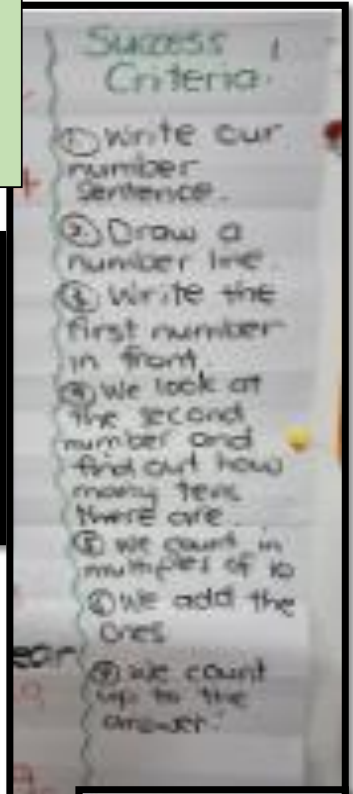 Success
Criteria.
① Write our
number
sentence.
② Draw a
number line.
③ Write the
first number
in front
④ We look at
the second
number and
find out how
many tens
there are.
⑤ We count in
multiples of 10
⑥ We add the
ones
⑦ We count
up to the
answer.